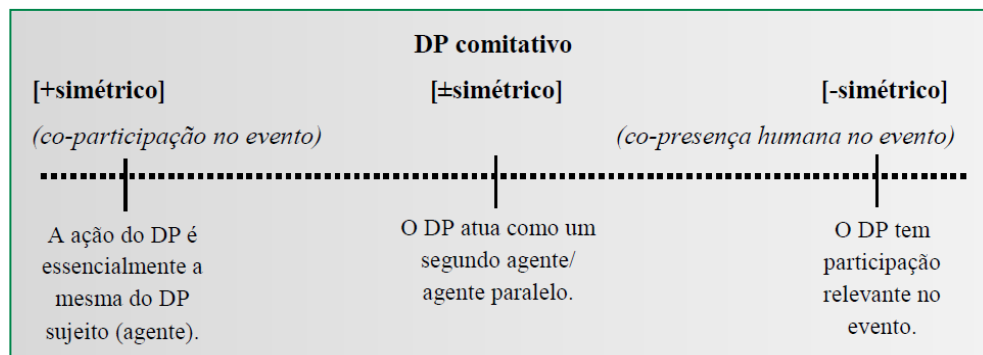 DP comitativo
[+simétrico] [±simétrico] [-simétrico]
(co-participação no evento) (co-presença humana no evento)
A ação do DP é
essencialmente a
mesma do DP
sujeito (agente).
O DP atua como um
segundo agente/
agente paralelo.
O DP tem
participação
relevante no
evento.